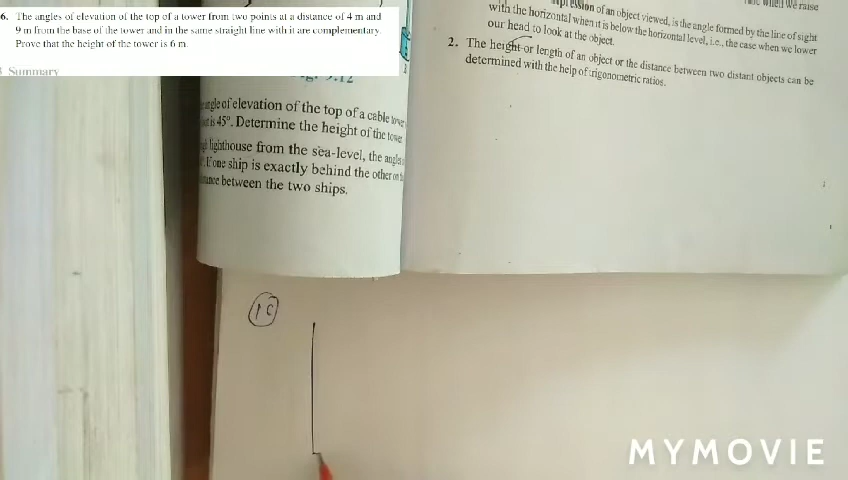 6. The angles of elevation of the top of a tower from two points at a distance of 4 m and
9 m from the base of the tower and in the same straight line with it are complementary.
Prove that the height of the tower is 6 m.
Summary
angle of elevation of the top of a cable tower
is 45°. Determine the height of the tower
lighthouse from the sea-level, the angles
If one ship is exactly behind the other on
between the two ships.
of an object viewed, is the angle formed by the line of sight
with the horizontal when it is below the horizontal level, i.e., the case when we lower
our head to look at the object.
2. The height or length of an object or the distance between two distant objects can be
determined with the help of trigonometric ratios.
MYMOVIE